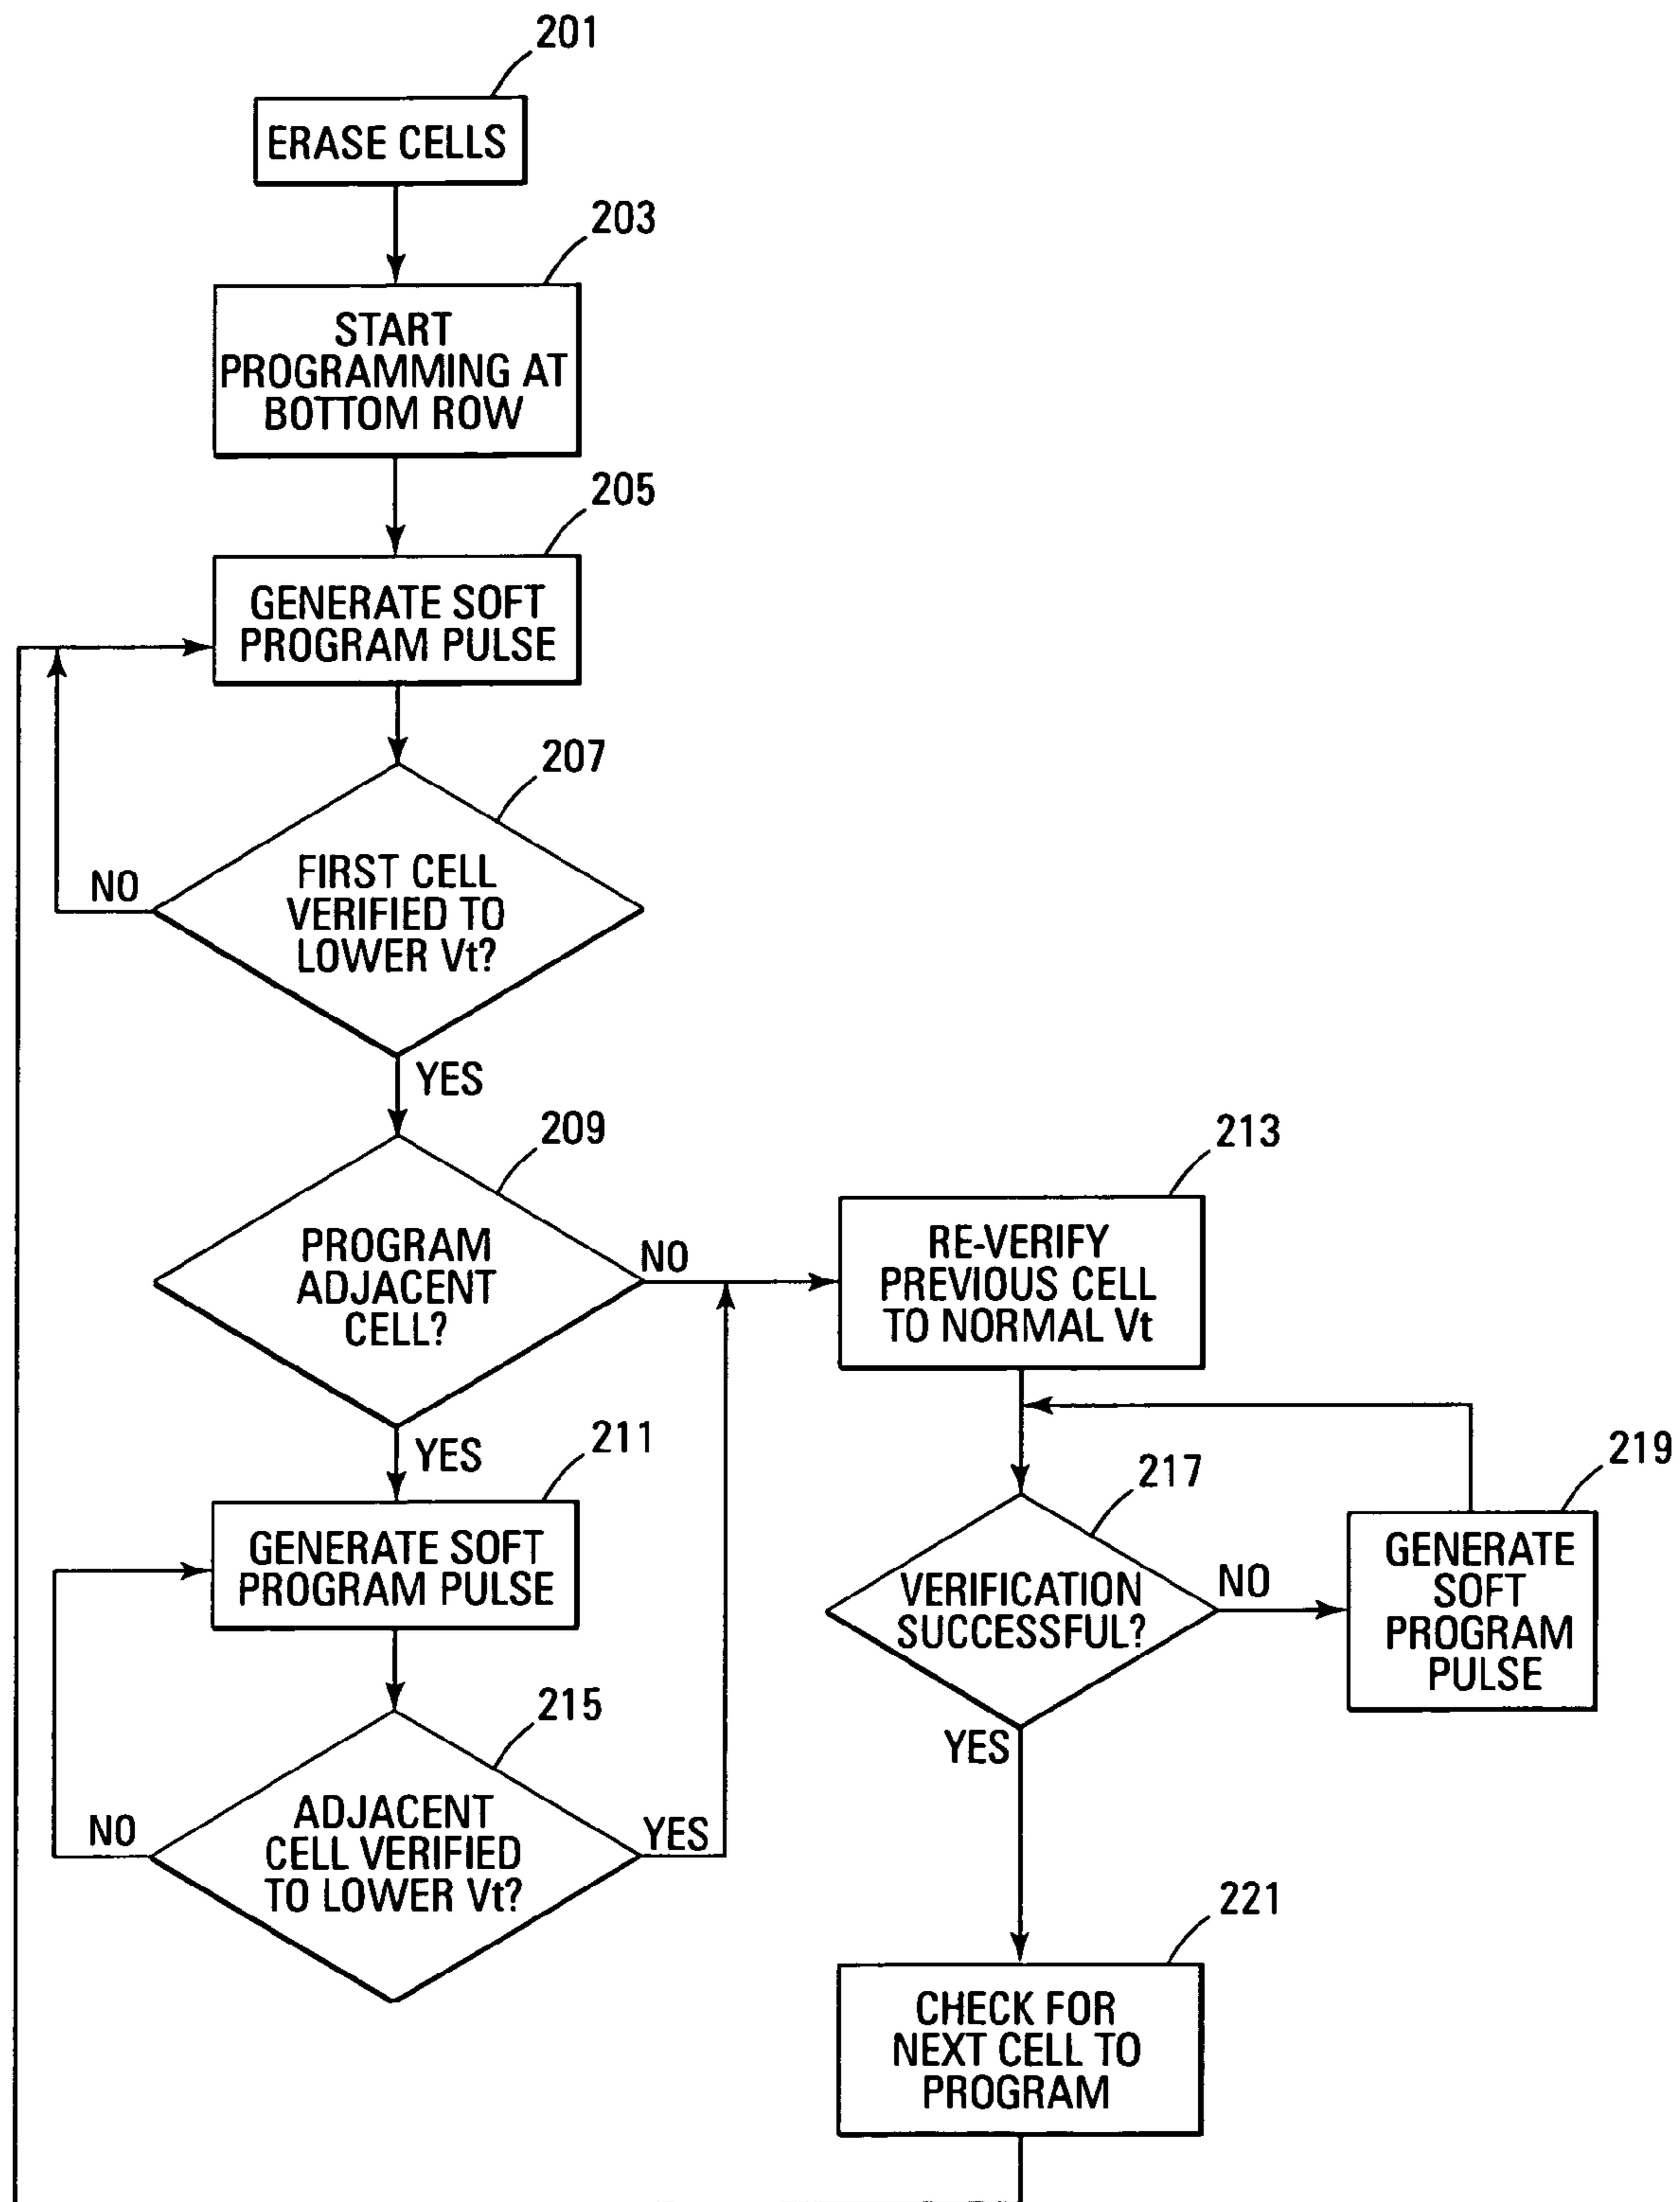 201
ERASE CELLS
203
START
PROGRAMMING AT
BOTTOM ROW
205
GENERATE SOFT
PROGRAM PULSE
207
FIRST CELL
VERIFIED TO
LOWER Vt?
NO
YES
209
PROGRAM
ADJACENT
CELL?
NO
YES
211
GENERATE SOFT
PROGRAM PULSE
215
ADJACENT
CELL VERIFIED
TO LOWER Vt?
NO
YES
213
RE-VERIFY
PREVIOUS CELL
TO NORMAL Vt
217
VERIFICATION
SUCCESSFUL?
NO
YES
219
GENERATE
SOFT
PROGRAM
PULSE
221
CHECK FOR
NEXT CELL TO
PROGRAM